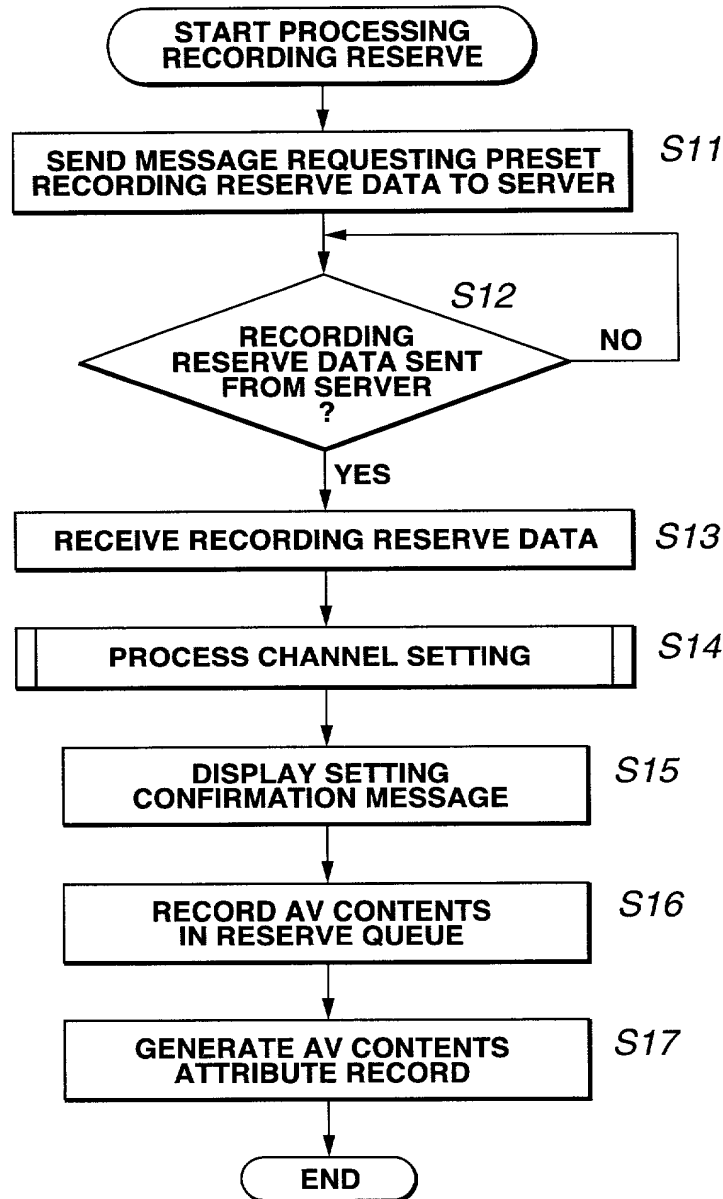 START PROCESSING
RECORDING RESERVE
SEND MESSAGE REQUESTING PRESET
RECORDING RESERVE DATA TO SERVER
S11
S12
RECORDING
RESERVE DATA SENT
FROM SERVER
?
NO
YES
RECEIVE RECORDING RESERVE DATA
S13
PROCESS CHANNEL SETTING
S14
DISPLAY SETTING
CONFIRMATION MESSAGE
S15
RECORD AV CONTENTS
IN RESERVE QUEUE
S16
GENERATE AV CONTENTS
ATTRIBUTE RECORD
S17
END